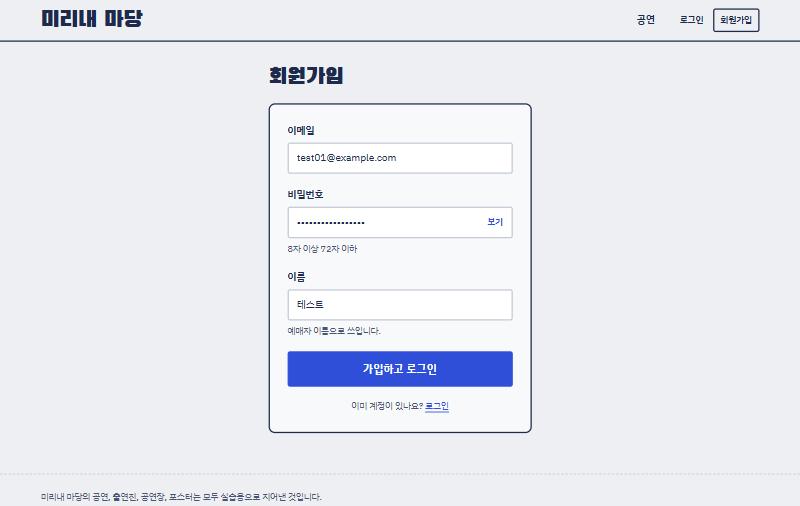 미리내 마당
공연 로그인 회원가입
회원가입
이메일
test01@example.com
비밀번호
••••••••••••••••• 보기
8자 이상 72자 이하
이름
테스트
예매자 이름으로 쓰입니다.
가입하고 로그인
이미 계정이 있나요? 로그인
미리내 마당의 공연, 출연진, 공연장, 포스터는 모두 실습용으로 지어낸 것입니다.